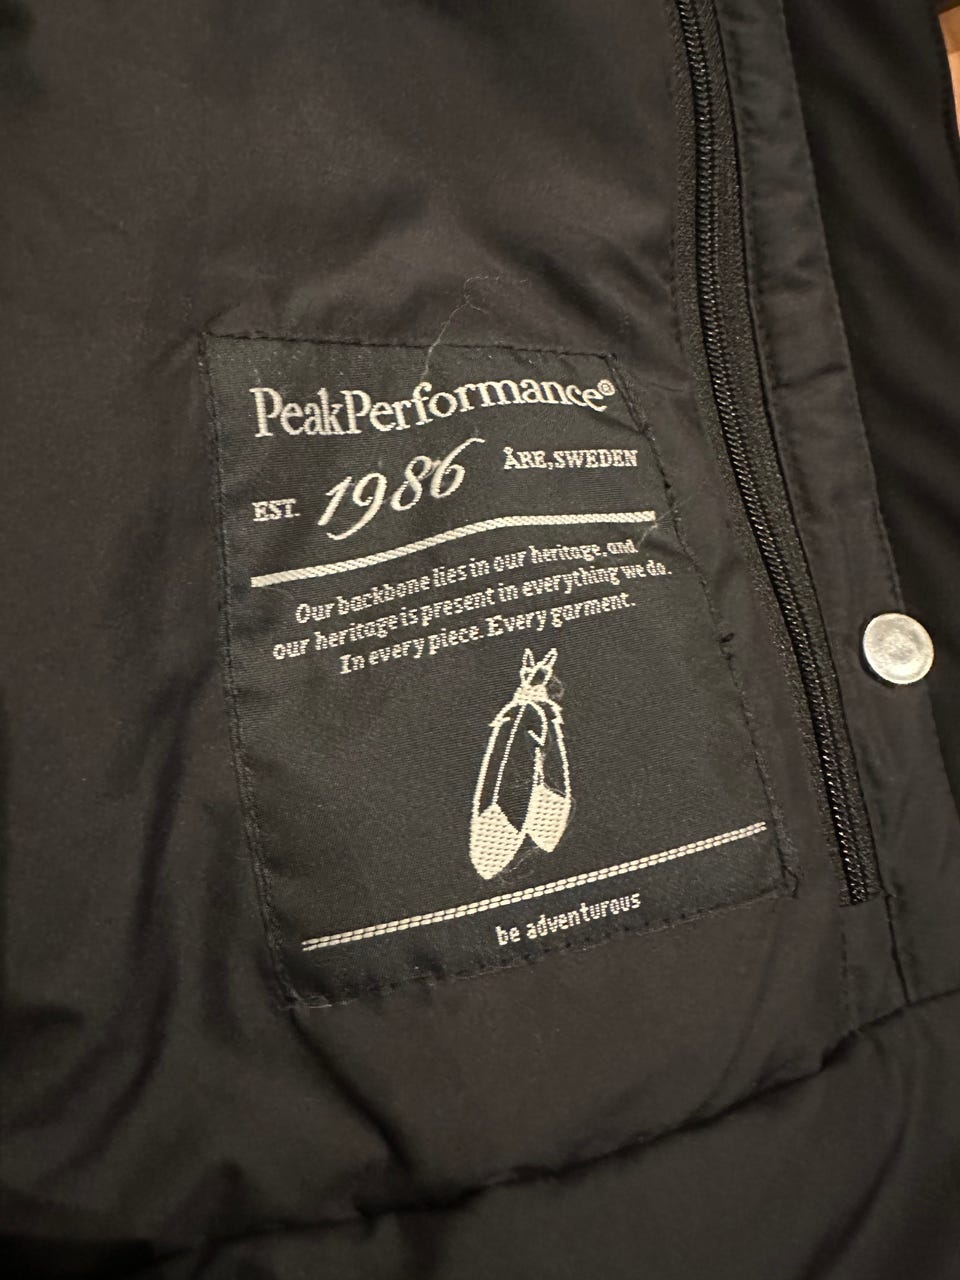 PeakPerformance®
EST. 1986 ÅRE, SWEDEN
Our backbone lies in our heritage, and
our heritage is present in everything we do.
In every piece. Every garment.
be adventurous